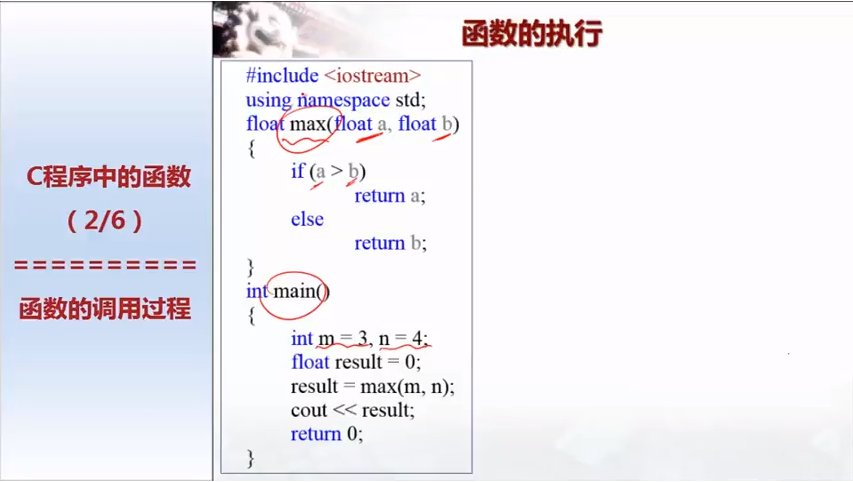 函数的执行
C程序中的函数
（2/6）
==========
函数的调用过程
#include <iostream>
using namespace std;
float max(float a, float b)
{
if (a > b)
return a;
else
return b;
}
int main()
{
int m = 3, n = 4;
float result = 0;
result = max(m, n);
cout << result;
return 0;
}